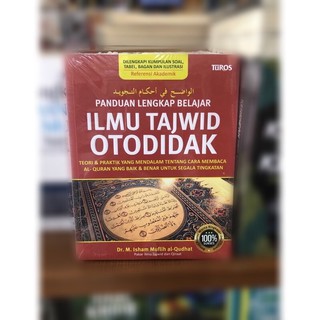 DILENGKAPI KUMPULAN SOAL,
TABEL, BAGAN DAN ILUSTRASI
Referensi Akademik
TUROS
الواضح في أحكام التجويد
PANDUAN LENGKAP BELAJAR
ILMU TAJWID
OTODIDAK
TEORI & PRAKTIK YANG MENDALAM TENTANG CARA MEMBACA
AL-QURAN YANG BAIK & BENAR UNTUK SEGALA TINGKATAN
100%
Dr. M. Isham Muflih al-Qudhat